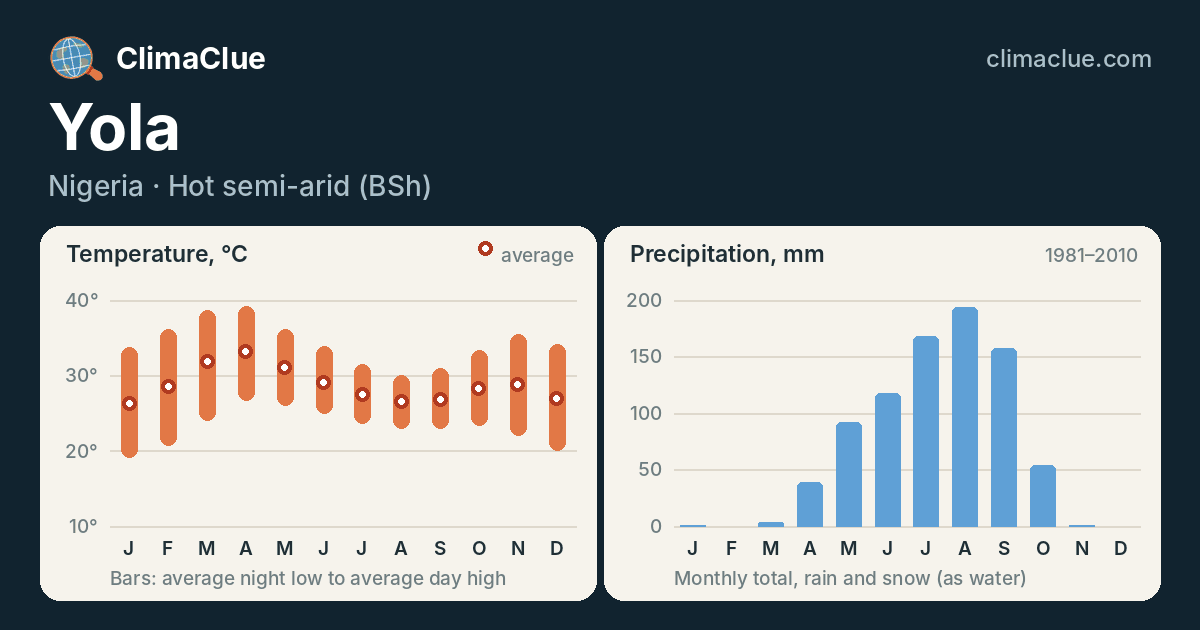 ClimaClue
climaclue.com
Yola
Nigeria · Hot semi-arid (BSh)
Temperature, °C
average
40°
30°
20°
10°
J F M A M J J A S O N D
Bars: average night low to average day high
Precipitation, mm
1981–2010
200
150
100
50
0
J F M A M J J A S O N D
Monthly total, rain and snow (as water)